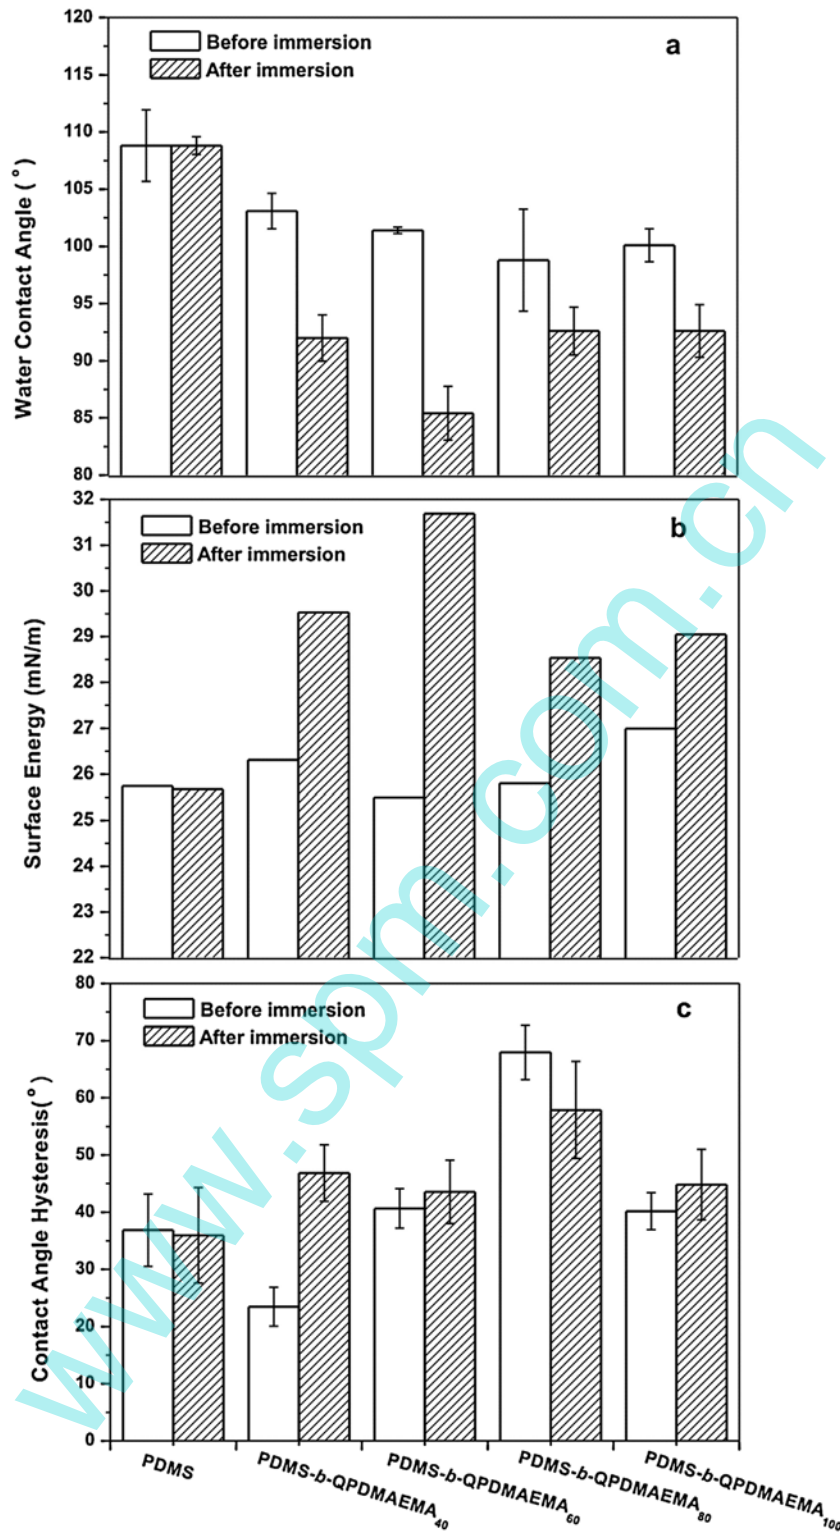 120
115
110
105
100
95
90
85
80
Water Contact Angle (°)
Before immersion
After immersion
a
32
31
30
29
28
27
26
25
24
23
22
Surface Energy (mN/m)
Before immersion
After immersion
b
80
70
60
50
40
30
20
10
0
Contact Angle Hysteresis(°)
Before immersion
After immersion
c
PDMS
PDMS-b-QPDMAEMA40
PDMS-b-QPDMAEMA60
PDMS-b-QPDMAEMA80
PDMS-b-QPDMAEMA100
www.spm.com.cn